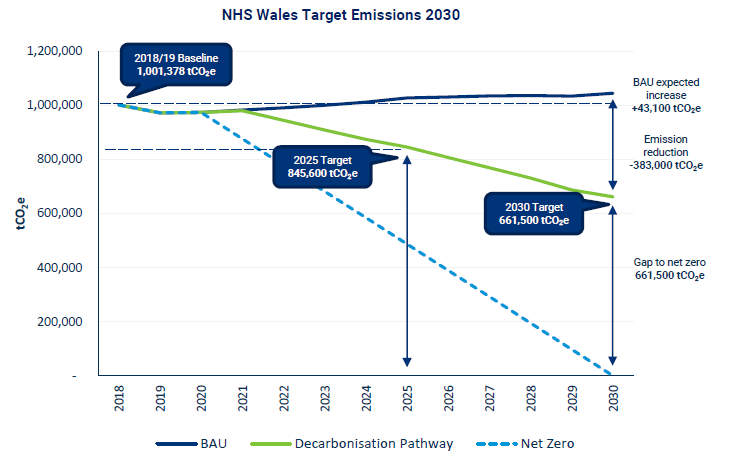 NHS Wales Target Emissions 2030
1,200,000
1,000,000
800,000
600,000
400,000
200,000
-
tCO₂e
2018/19 Baseline
1,001,378 tCO₂e
2025 Target
845,600 tCO₂e
2030 Target
661,500 tCO₂e
BAU expected
increase
+43,100 tCO₂e
Emission
reduction
-383,000 tCO₂e
Gap to net zero
661,500 tCO₂e
2018
2019
2020
2021
2022
2023
2024
2025
2026
2027
2028
2029
2030
BAU
Decarbonisation Pathway
Net Zero